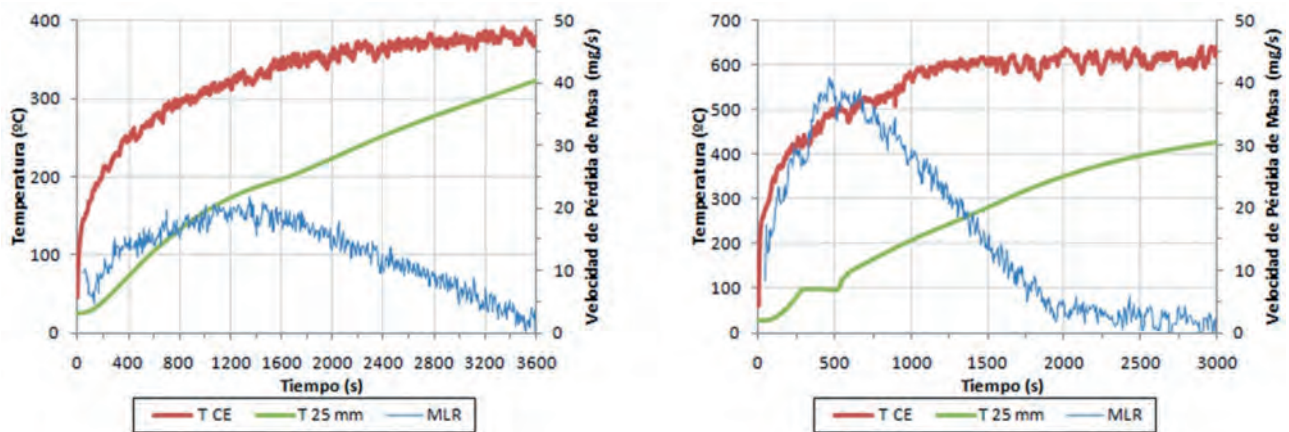 400
300
200
100
0
Temperatura (ºC)
50
40
30
20
10
0
Velocidad de Pérdida de Masa (mg/s)
0 400 800 1200 1600 2000 2400 2800 3200 3600
Tiempo (s)
T CE T 25 mm MLR
700
600
500
400
300
200
100
0
Temperatura (ºC)
50
40
30
20
10
0
Velocidad de Pérdida de Masa (mg/s)
0 500 1000 1500 2000 2500 3000
Tiempo (s)
T CE T 25 mm MLR